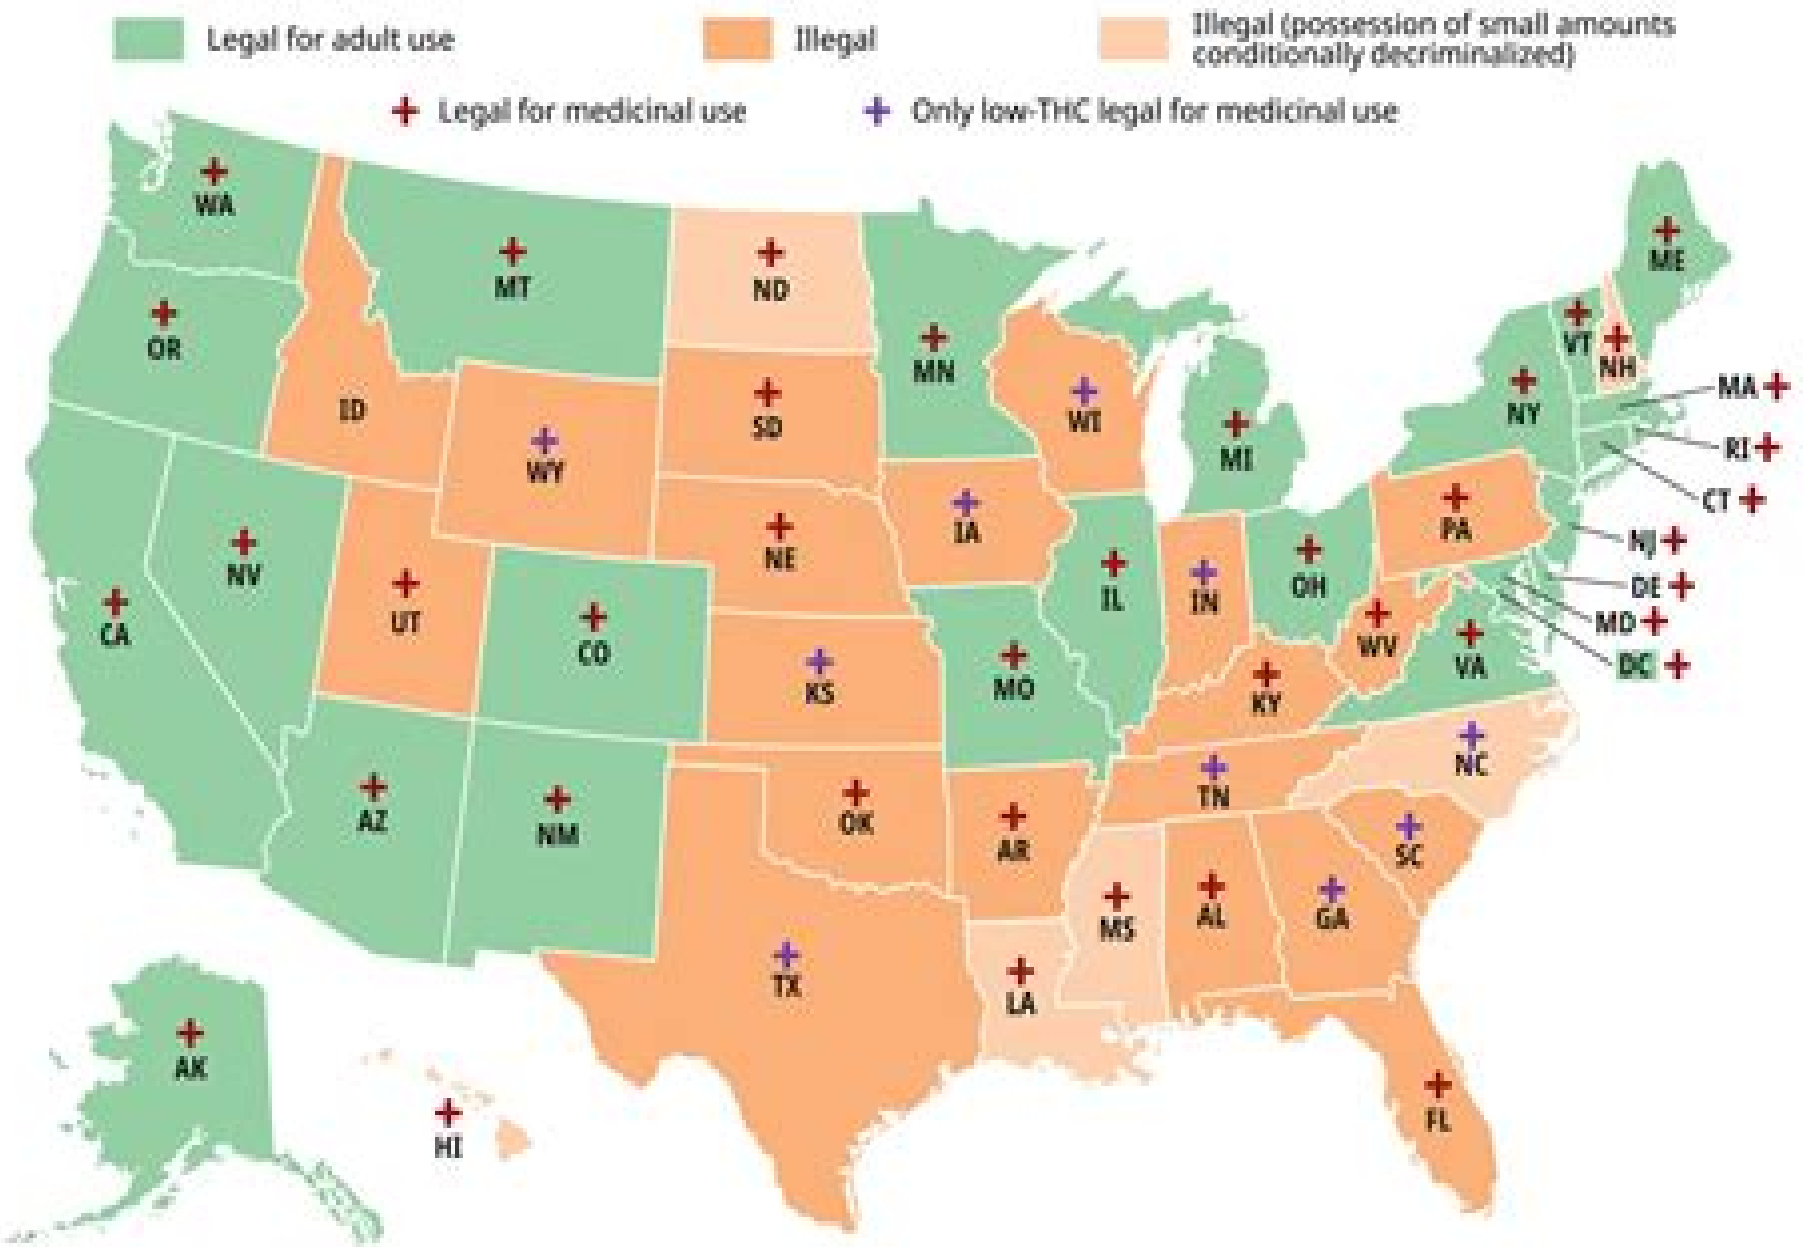 Legal for adult use
Illegal
Illegal (possession of small amounts
conditionally decriminalized)
Legal for medicinal use
Only low-THC legal for medicinal use
WA
ME
MT
ND
OR
VT
NH
MN
MA
ID
SD
WI
NY
MI
RI
WY
CT
IA
PA
NE
NJ
NV
OH
DE
IL
IN
UT
MD
CA
CO
WV
VA
DC
KS
MO
KY
NC
TN
AZ
NM
OK
AR
SC
MS
AL
GA
TX
LA
AK
FL
HI